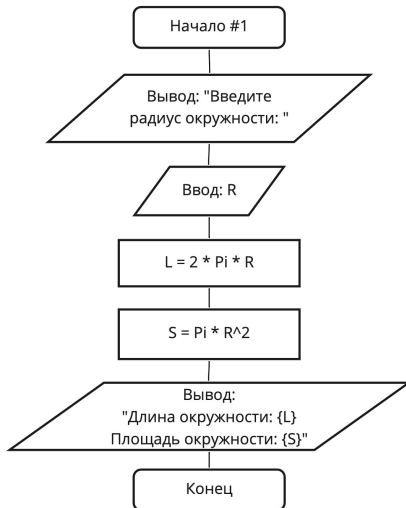 Начало #1
Вывод: "Введите
радиус окружности: "
Ввод: R
L = 2 * Pi * R
S = Pi * R^2
Вывод:
"Длина окружности: {L}
Площадь окружности: {S}"
Конец